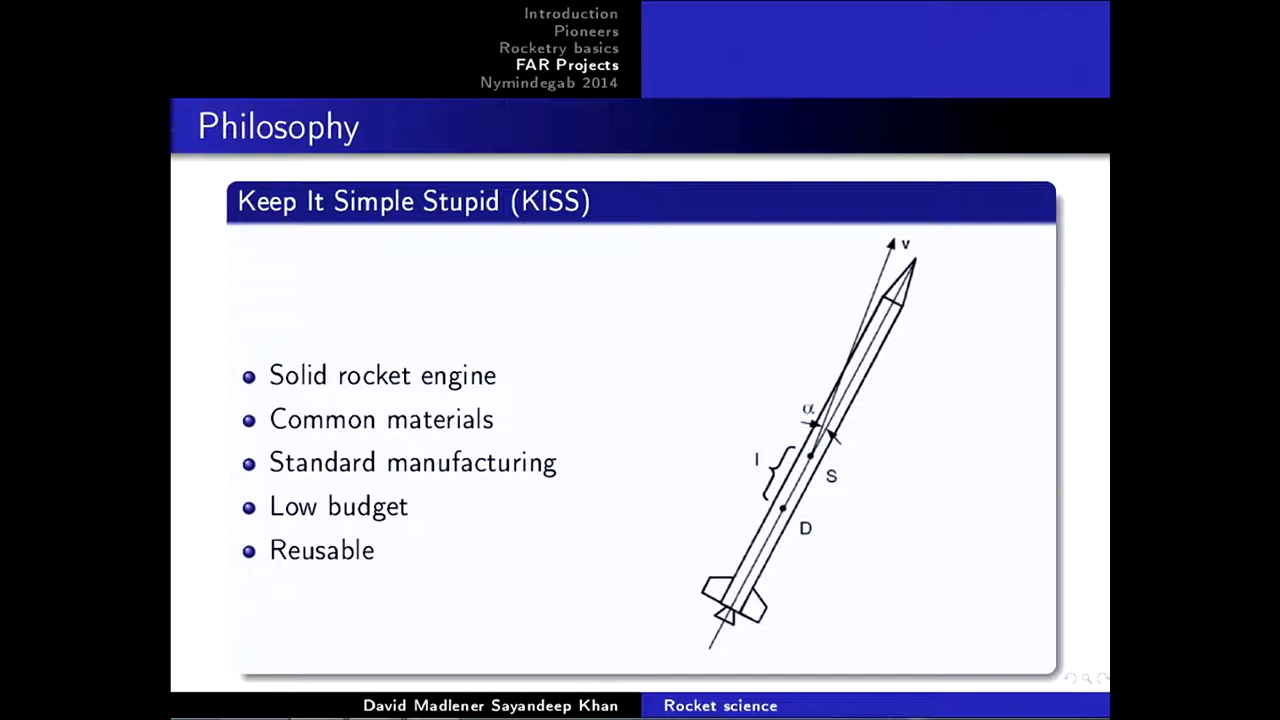 Introduction
Pioneers
Rocketry basics
FAR Projects
Nymindegab 2014
Philosophy
Keep It Simple Stupid (KISS)
Solid rocket engine
Common materials
Standard manufacturing
Low budget
Reusable
v
α
l
S
D
David Madlener Sayandeep Khan
Rocket science